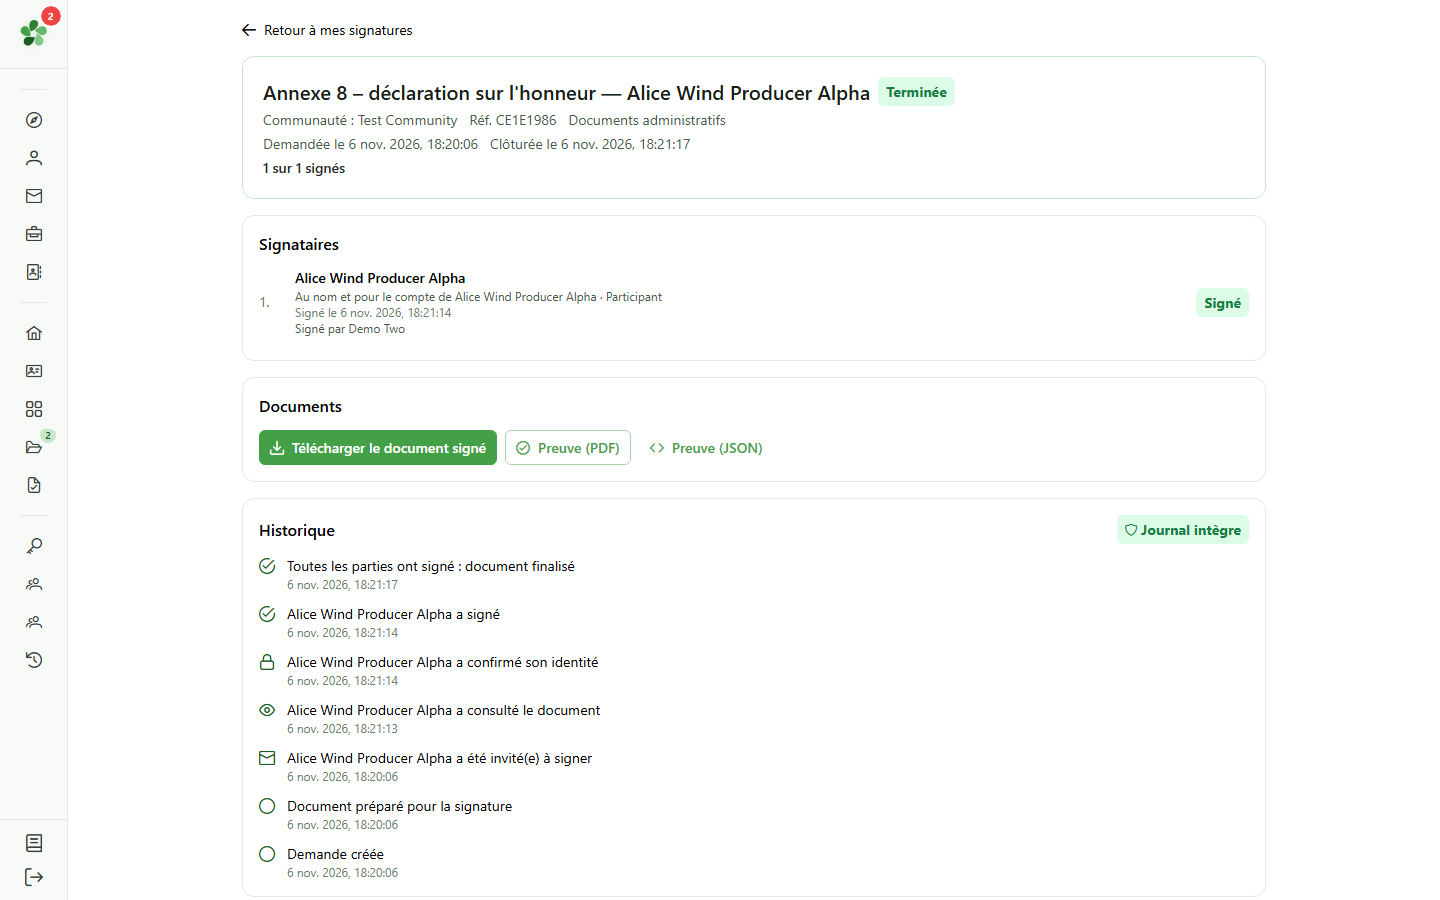 2
Retour à mes signatures
Annexe 8 – déclaration sur l'honneur — Alice Wind Producer Alpha Terminée
Communauté : Test Community Réf. CE1E1986 Documents administratifs
Demandée le 6 nov. 2026, 18:20:06 Clôturée le 6 nov. 2026, 18:21:17
1 sur 1 signés
Signataires
1.
Alice Wind Producer Alpha
Au nom et pour le compte de Alice Wind Producer Alpha · Participant
Signé le 6 nov. 2026, 18:21:14
Signé par Demo Two
Signé
Documents
Télécharger le document signé Preuve (PDF) Preuve (JSON)
2
Historique Journal intègre
Toutes les parties ont signé : document finalisé
6 nov. 2026, 18:21:17
Alice Wind Producer Alpha a signé
6 nov. 2026, 18:21:14
Alice Wind Producer Alpha a confirmé son identité
6 nov. 2026, 18:21:14
Alice Wind Producer Alpha a consulté le document
6 nov. 2026, 18:21:13
Alice Wind Producer Alpha a été invité(e) à signer
6 nov. 2026, 18:20:06
Document préparé pour la signature
6 nov. 2026, 18:20:06
Demande créée
6 nov. 2026, 18:20:06